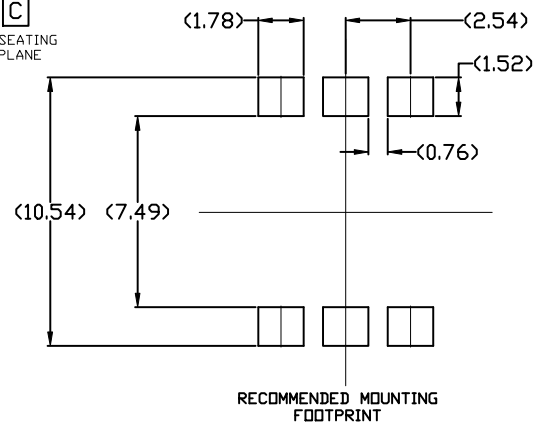 C
SEATING
PLANE
(1.78)
(2.54)
(1.52)
(0.76)
(10.54)
(7.49)
RECOMMENDED MOUNTING
FOOTPRINT